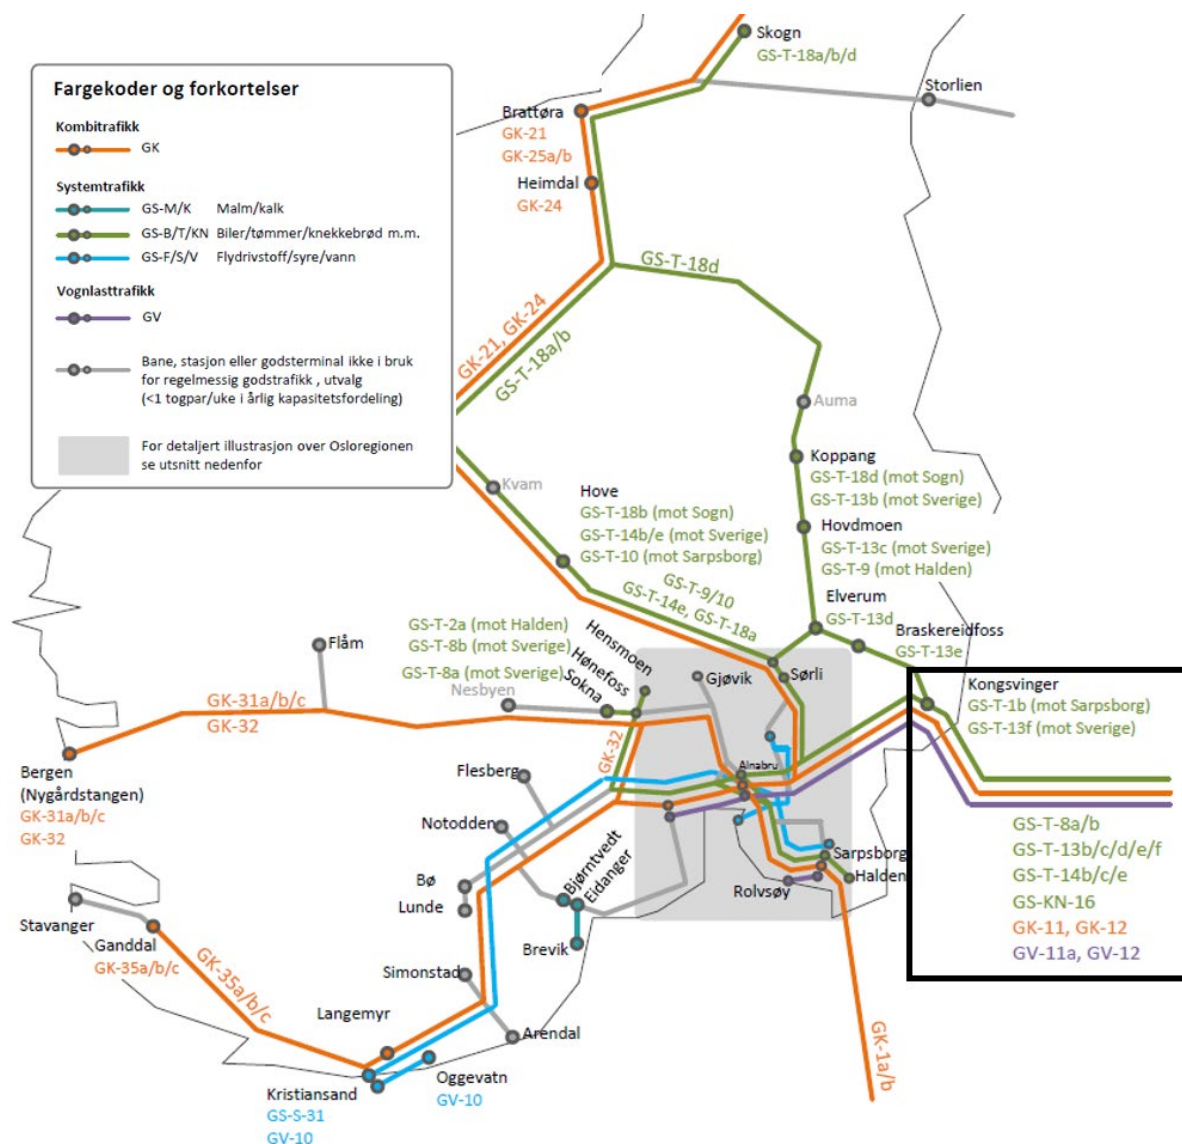 Fargekoder og forkortelser
Kombitrafikk
GK
Systemtrafikk
GS-M/K Malm/kalk
GS-B/T/KN Biler/tømmer/knekkebrød m.m.
GS-F/S/V Flydrivstoff/syre/vann
Vognlasttrafikk
GV
Bane, stasjon eller godsterminal ikke i bruk
for regelmessig godstrafikk , utvalg
(<1 togpar/uke i årlig kapasitetsfordeling)
For detaljert illustrasjon over Osloregionen
se utsnitt nedenfor
Skogn
GS-T-18a/b/d
Storlien
Brattøra
GK-21
GK-25a/b
Heimdal
GK-24
GS-T-18d
GK-21, GK-24
GS-T-18a/b
Auma
Koppang
GS-T-18d (mot Sogn)
GS-T-13b (mot Sverige)
Kvam
Hove
GS-T-18b (mot Sogn)
GS-T-14b/e (mot Sverige)
GS-T-10 (mot Sarpsborg)
Hovdmoen
GS-T-13c (mot Sverige)
GS-T-9 (mot Halden)
GS-T-9/10
GS-T-14e, GS-T-18a
Elverum
GS-T-13d
Braskereidfoss
GS-T-13e
GS-T-2a (mot Halden)
GS-T-8b (mot Sverige)
GS-T-8a (mot Sverige)
Hensmoen
Hønefoss
Sokna
Flåm
Nesbyen
Gjøvik
Sørli
Kongsvinger
GS-T-1b (mot Sarpsborg)
GS-T-13f (mot Sverige)
GK-31a/b/c
GK-32
GK-32
Bergen
(Nygårdstangen)
GK-31a/b/c
GK-32
Flesberg
Alnabru
Notodden
GS-T-8a/b
GS-T-13b/c/d/e/f
GS-T-14b/c/e
GS-KN-16
GK-11, GK-12
GV-11a, GV-12
Bø
Lunde
Bjørntvedt
Eidanger
Brevik
Sarpsborg
Halden
Rolvsøy
Stavanger
Ganddal
GK-35a/b/c
GK-35a/b/c
Simonstad
Langemyr
Arendal
GK-1a/b
Oggevatn
GV-10
Kristiansand
GS-S-31
GV-10